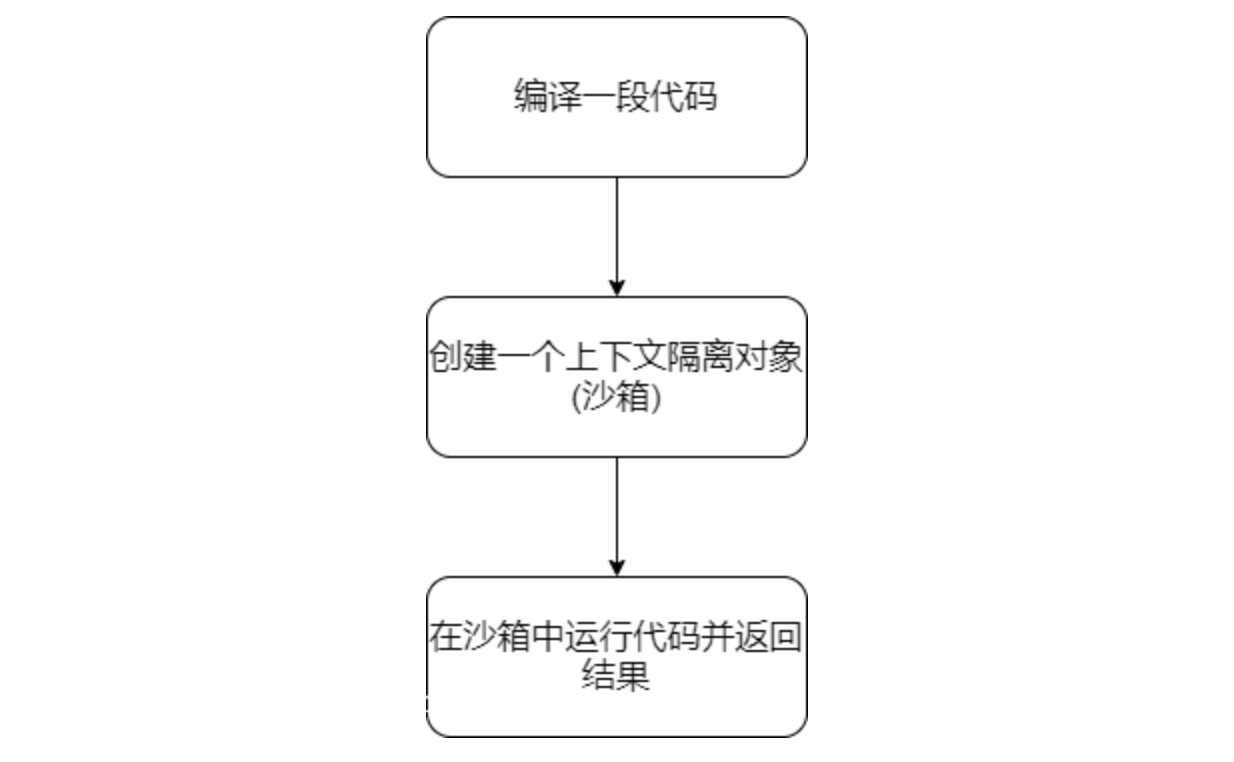 编译一段代码
创建一个上下文隔离对象
(沙箱)
在沙箱中运行代码并返回
结果